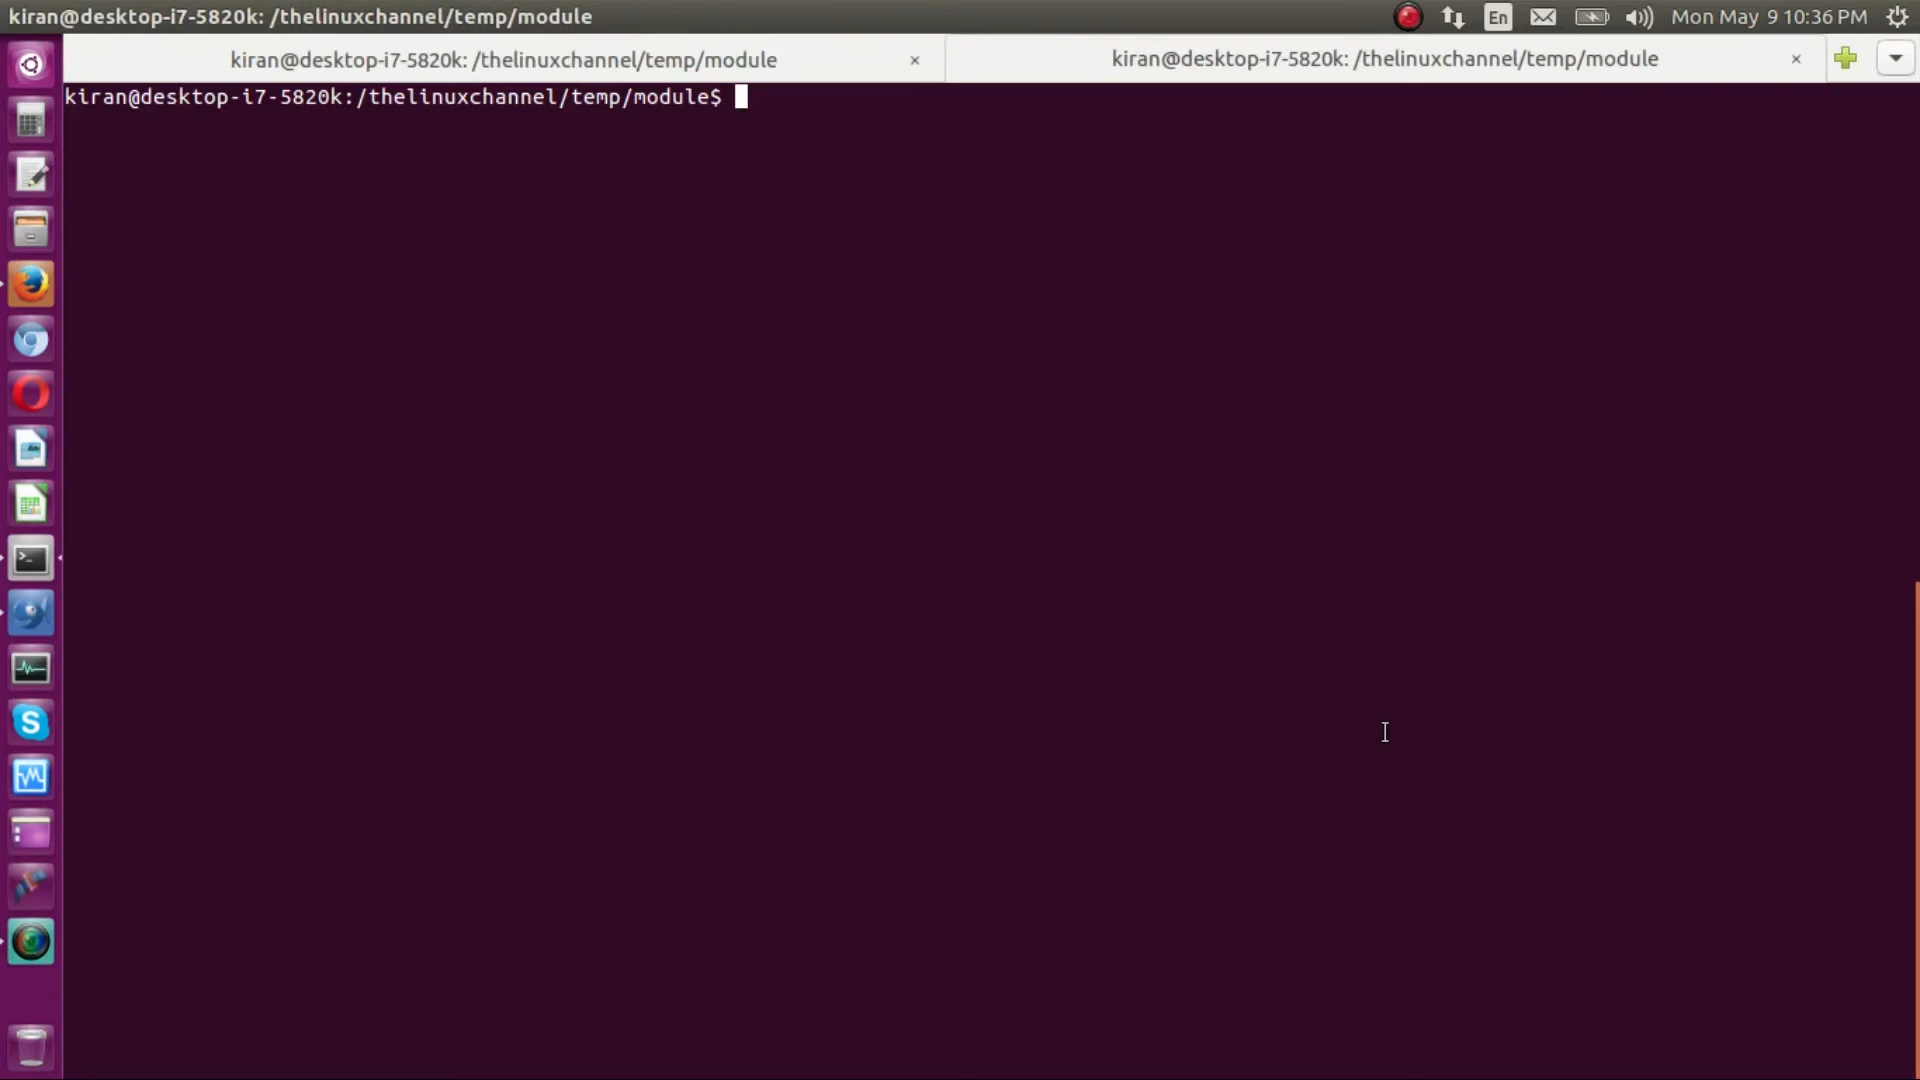 kiran@desktop-i7-5820k: /thelinuxchannel/temp/module
En
Mon May 9 10:36 PM
kiran@desktop-i7-5820k: /thelinuxchannel/temp/module ×
kiran@desktop-i7-5820k: /thelinuxchannel/temp/module ×
kiran@desktop-i7-5820k:/thelinuxchannel/temp/module$